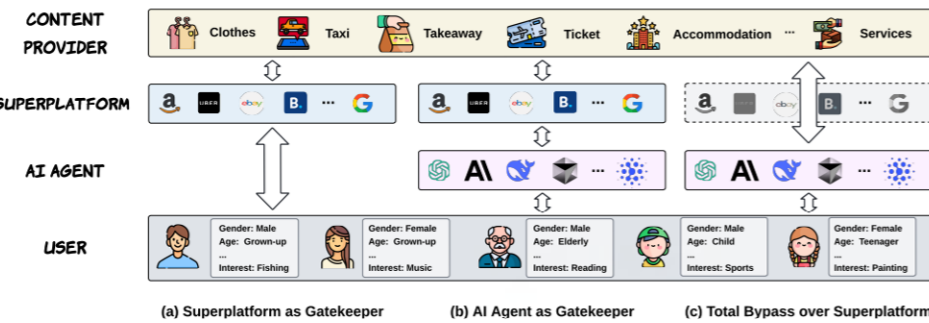 CONTENT
PROVIDER
Clothes
Taxi
Takeaway
Ticket
Accommodation
...
Services
SUPERPLATFORM
a
UBER
ebay
B.
...
G
a
UBER
ebay
B.
...
G
a
ebay
B.
...
G
AI AGENT
AI
...
AI
...
USER
Gender: Male
Age: Grown-up
...
Interest: Fishing
Gender: Female
Age: Grown-up
...
Interest: Music
Gender: Male
Age: Elderly
...
Interest: Reading
Gender: Male
Age: Child
...
Interest: Sports
Gender: Female
Age: Teenager
...
Interest: Painting
(a) Superplatform as Gatekeeper
(b) AI Agent as Gatekeeper
(c) Total Bypass over Superplatform